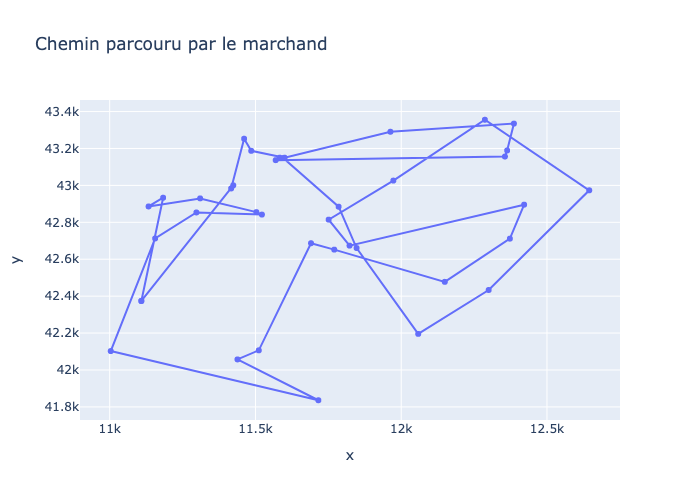 Chemin parcouru par le marchand
43.4k
43.2k
43k
42.8k
42.6k
42.4k
42.2k
42k
41.8k
y
11k 11.5k 12k 12.5k
x